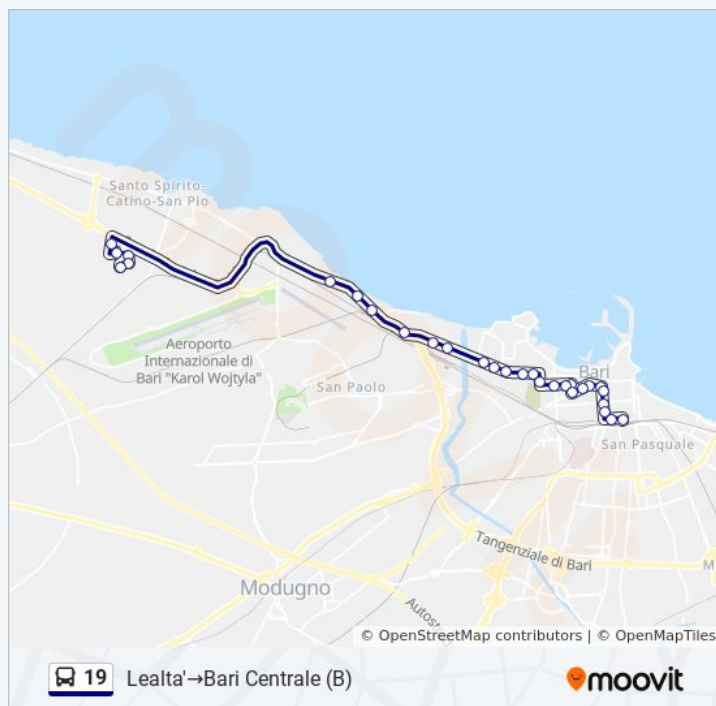 Santo Spirito-
Catino-San Pio
Aeroporto
Internazionale di
Bari "Karol Wojtyla"
San Paolo
Bari
San Pasquale
Tangenziale di Bari
Modugno
M
Autost
© OpenStreetMap contributors | © OpenMapTiles
19 Lealta'→Bari Centrale (B)
moovit